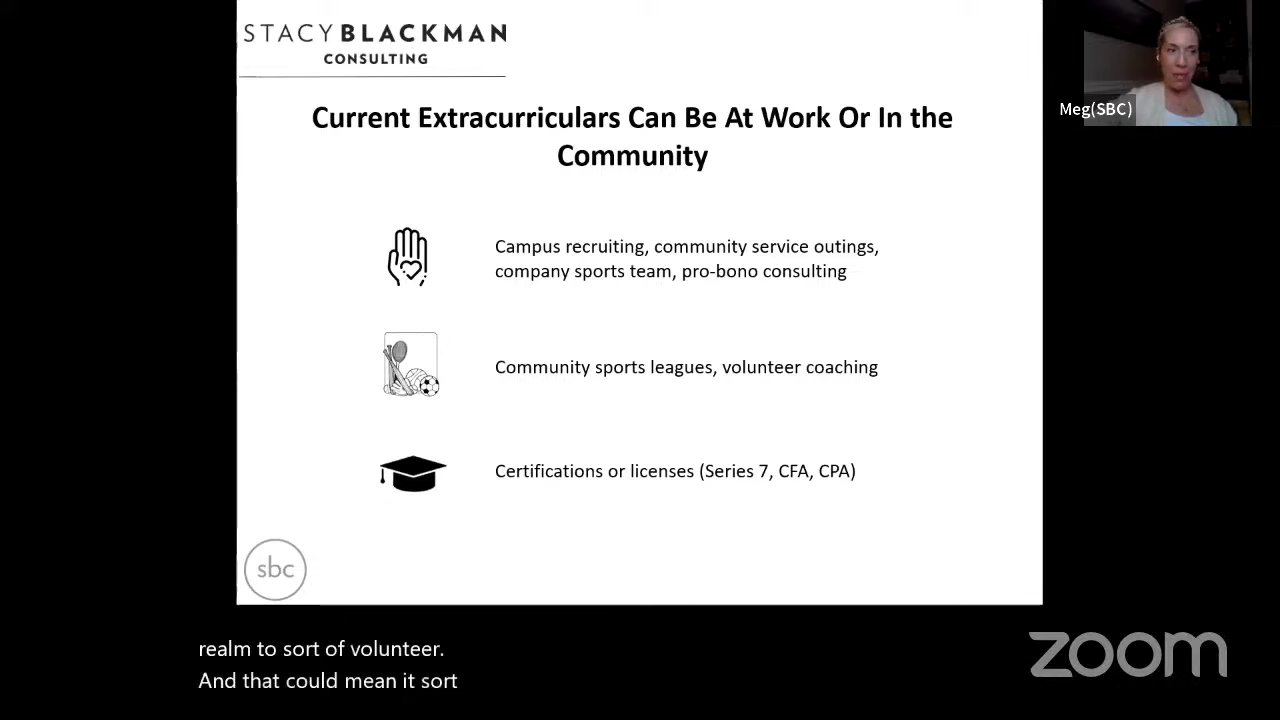 STACY BLACKMAN
CONSULTING
Meg(SBC)
Current Extracurriculars Can Be At Work Or In the
Community
Campus recruiting, community service outings,
company sports team, pro-bono consulting
Community sports leagues, volunteer coaching
Certifications or licenses (Series 7, CFA, CPA)
sbc
realm to sort of volunteer.
And that could mean it sort
zoom